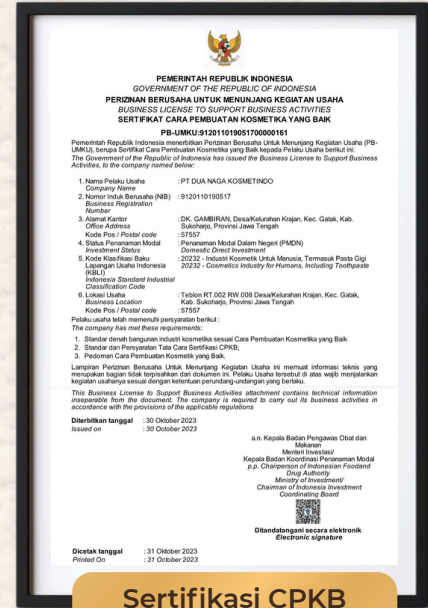 PEMERINTAH REPUBLIK INDONESIA
GOVERNMENT OF THE REPUBLIC OF INDONESIA
PERIZINAN BERUSAHA UNTUK MENUNJANG KEGIATAN USAHA
BUSINESS LICENSE TO SUPPORT BUSINESS ACTIVITIES
SERTIFIKAT CARA PEMBUATAN KOSMETIKA YANG BAIK
PB-UMKU:912011019051700000161
Pemerintah Republik Indonesia menerbitkan Perizinan Berusaha Untuk Menunjang Kegiatan Usaha (PB-
UMKU), berupa Sertifikat Cara Pembuatan Kosmetika yang Baik kepada Pelaku Usaha berikut ini:
The Government of the Republic of Indonesia has issued the Business License to Support Business
Activities, to the company named below:
1. Nama Pelaku Usaha : PT DUA NAGA KOSMETINDO
Company Name
2. Nomor Induk Berusaha (NIB) : 9120110190517
Business Registration
Number
3. Alamat Kantor : DK. GAMBIRAN, Desa/Kelurahan Krajan, Kec. Gatak, Kab.
Office Address Sukoharjo, Provinsi Jawa Tengah
Kode Pos / Postal code : 57557
4. Status Penanaman Modal : Penanaman Modal Dalam Negeri (PMDN)
Investment Status Domestic Direct Investment
5. Kode Klasifikasi Baku : 20232 - Industri Kosmetik Untuk Manusia, Termasuk Pasta Gigi
Lapangan Usaha Indonesia 20232 - Cosmetics Industry for Humans, Including Toothpaste
(KBLI)
Indonesia Standard Industrial
Classification Code
6. Lokasi Usaha : Teblon RT.002 RW.008 Desa/Kelurahan Krajan, Kec. Gatak,
Business Location Kab. Sukoharjo, Provinsi Jawa Tengah
Kode Pos / Postal code : 57557
Pelaku usaha telah memenuhi persyaratan berikut :
The company has met these requirements:
1. Standar denah bangunan industri kosmetika sesuai Cara Pembuatan Kosmetika yang Baik
2. Standar dan Persyaratan Tata Cara Sertifikasi CPKB;
3. Pedoman Cara Pembuatan Kosmetik yang Baik.
Lampiran Perizinan Berusaha Untuk Menunjang Kegiatan Usaha ini memuat informasi teknis yang
merupakan bagian tidak terpisahkan dari dokumen ini. Pelaku Usaha tersebut di atas wajib menjalankan
kegiatan usahanya sesuai dengan ketentuan perundang-undangan yang berlaku.
This Business License to Support Business Activities attachment contains technical information
inseparable from the document. The company is required to carry out its business activities in
accordance with the provisions of the applicable regulations
Diterbitkan tanggal : 30 Oktober 2023
Issued on : 30 October 2023
a.n. Kepala Badan Pengawas Obat dan
Makanan
Menteri Investasi/
Kepala Badan Koordinasi Penanaman Modal
p.p. Chairperson of Indonesian Foodand
Drug Authority
Ministry of Investment/
Chairman of Indonesia Investment
Coordinating Board
Ditandatangani secara elektronik
Electronic signature
Dicetak tanggal : 31 Oktober 2023
Printed On : 31 October 2023
Sertifikasi CPKB